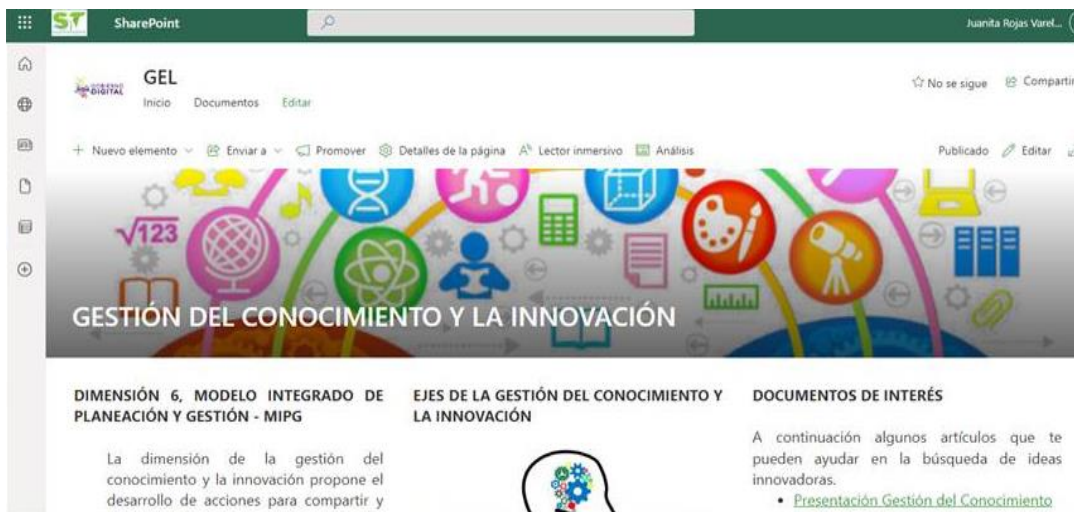 ST SharePoint Juanita Rojas Varel...
GEL
GOBIERNO
DIGITAL
No se sigue Compartir
Inicio Documentos Editar
Nuevo elemento Enviar a Promover Detalles de la página Lector inmersivo Análisis Publicado Editar
√123
GESTIÓN DEL CONOCIMIENTO Y LA INNOVACIÓN
DIMENSIÓN 6, MODELO INTEGRADO DE
PLANEACIÓN Y GESTIÓN - MIPG
La dimensión de la gestión del
conocimiento y la innovación propone el
desarrollo de acciones para compartir y
EJES DE LA GESTIÓN DEL CONOCIMIENTO Y
LA INNOVACIÓN
DOCUMENTOS DE INTERÉS
A continuación algunos artículos que te
pueden ayudar en la búsqueda de ideas
innovadoras.
• Presentación Gestión del Conocimiento